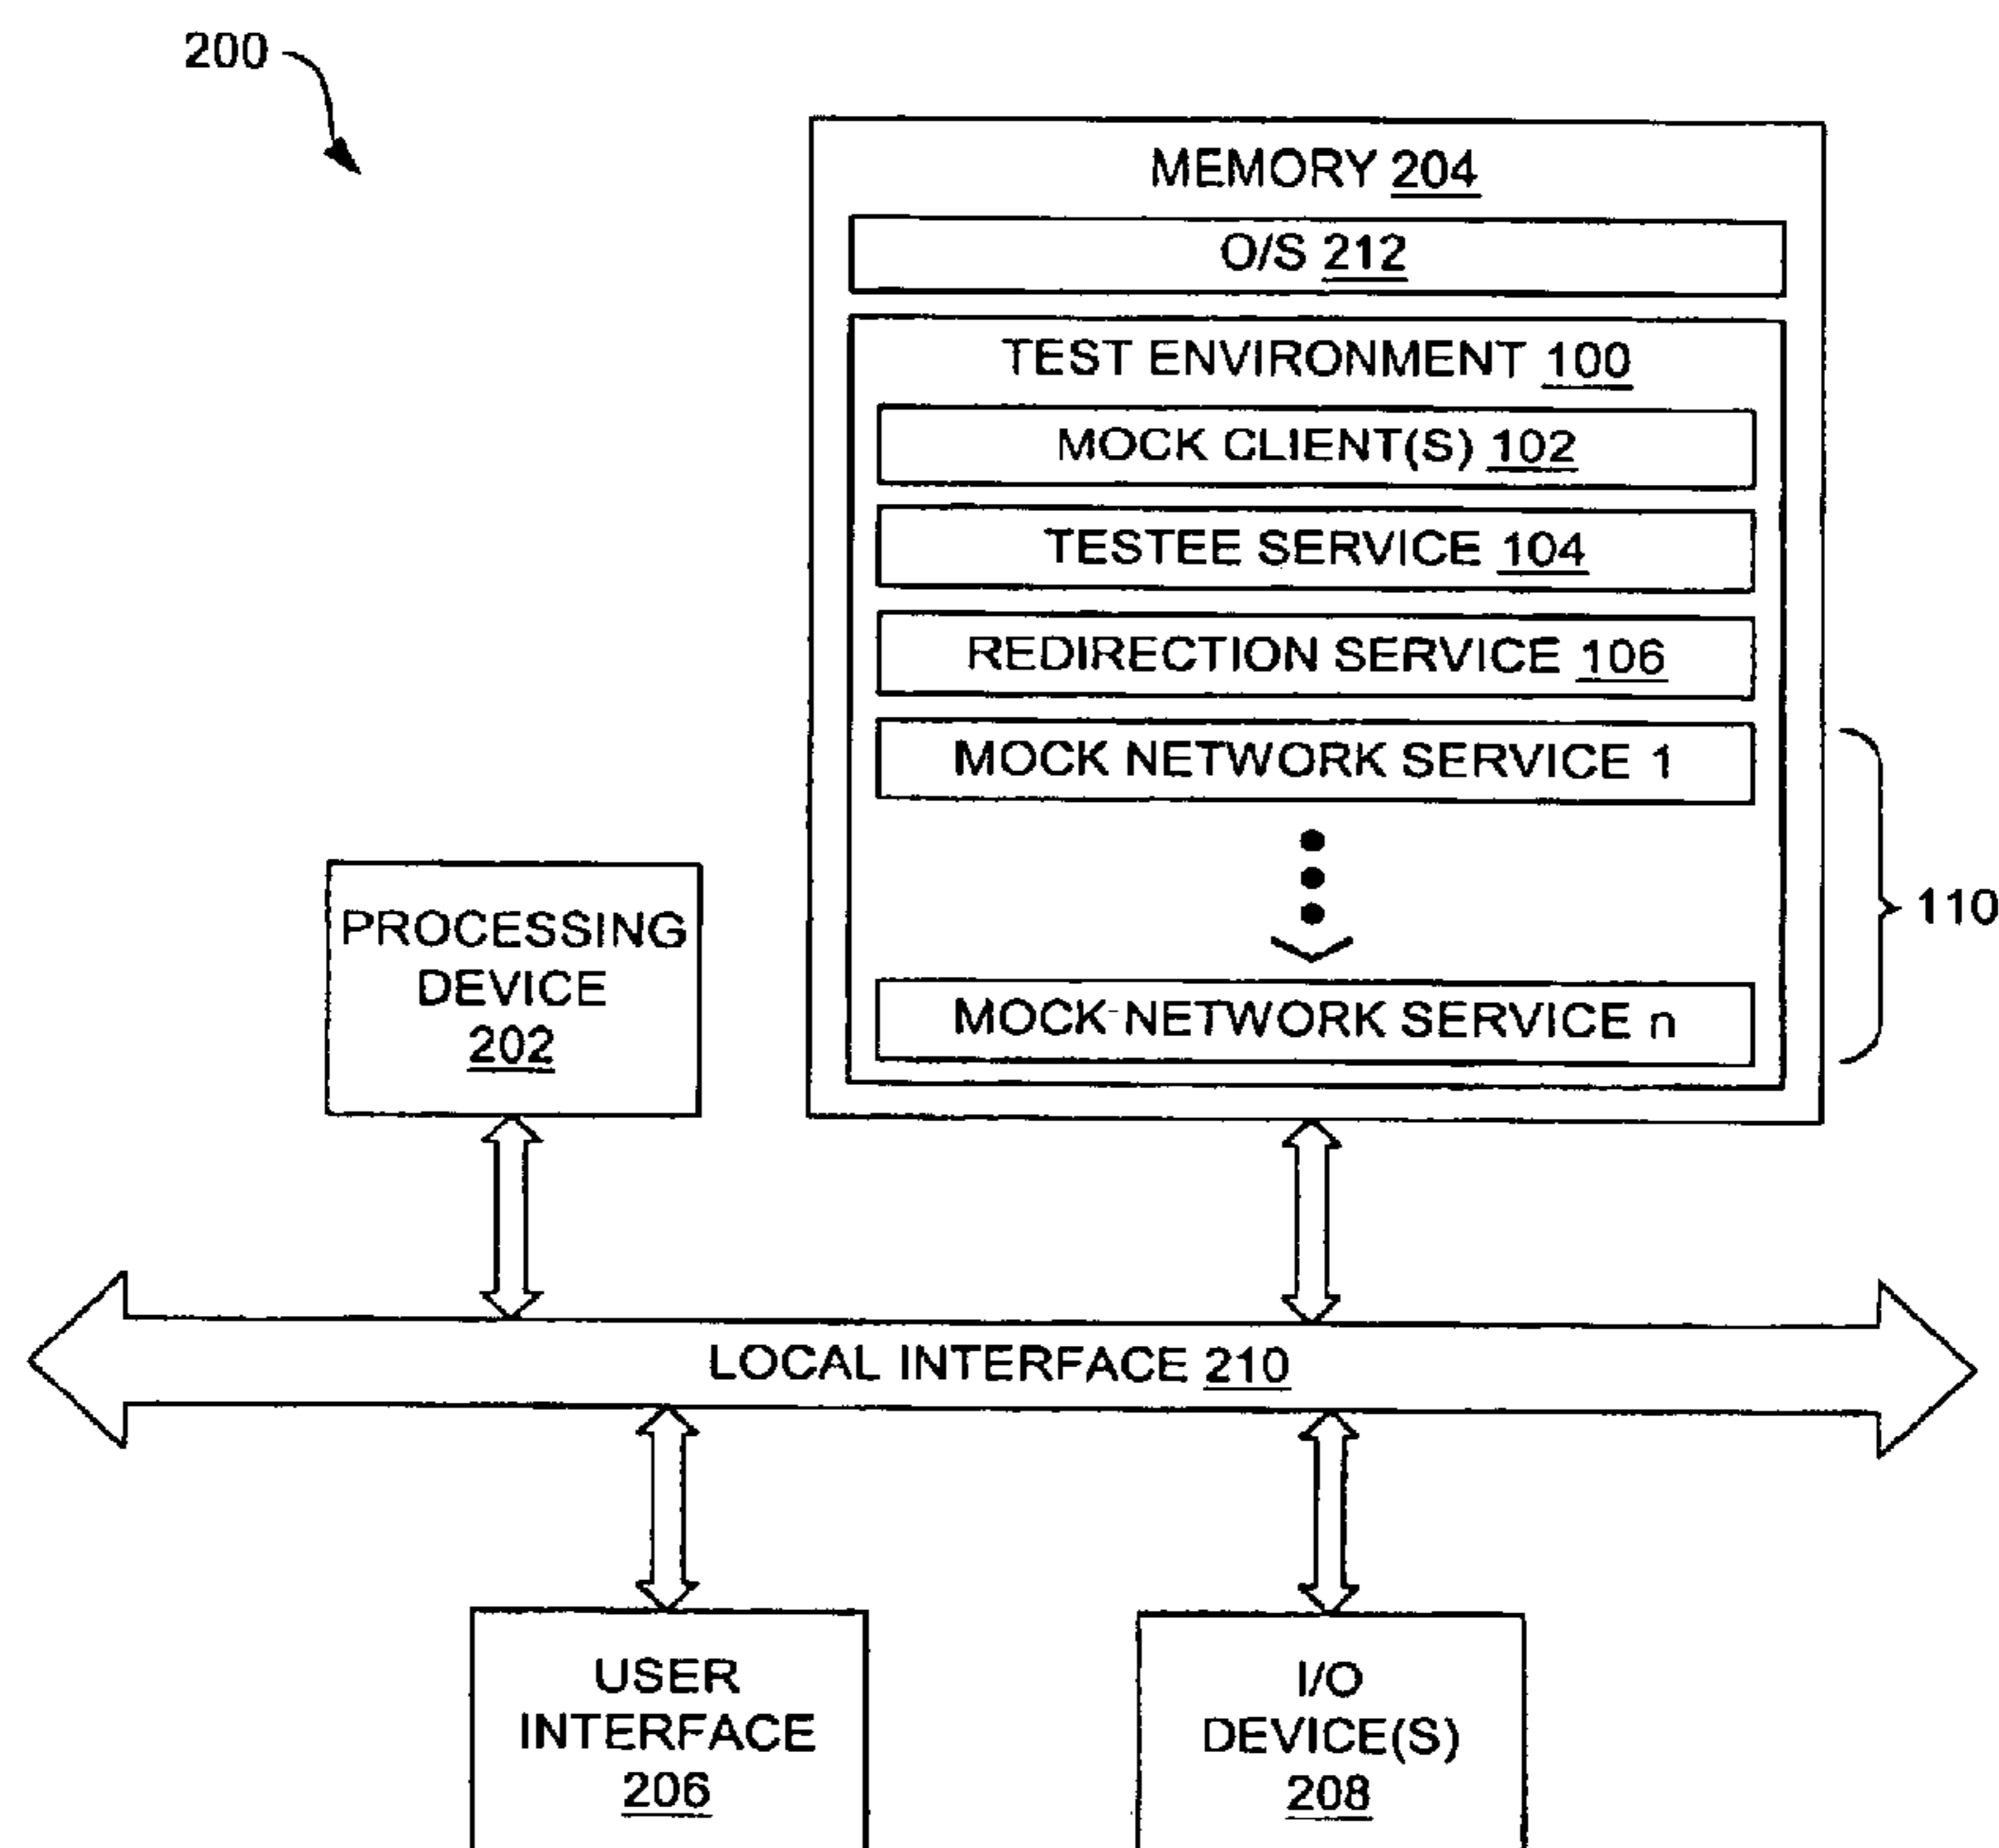 200
MEMORY 204
O/S 212
TEST ENVIRONMENT 100
MOCK CLIENT(S) 102
TESTEE SERVICE 104
REDIRECTION SERVICE 106
MOCK NETWORK SERVICE 1
110
MOCK NETWORK SERVICE n
PROCESSING
DEVICE
202
LOCAL INTERFACE 210
USER
INTERFACE
206
I/O
DEVICE(S)
208